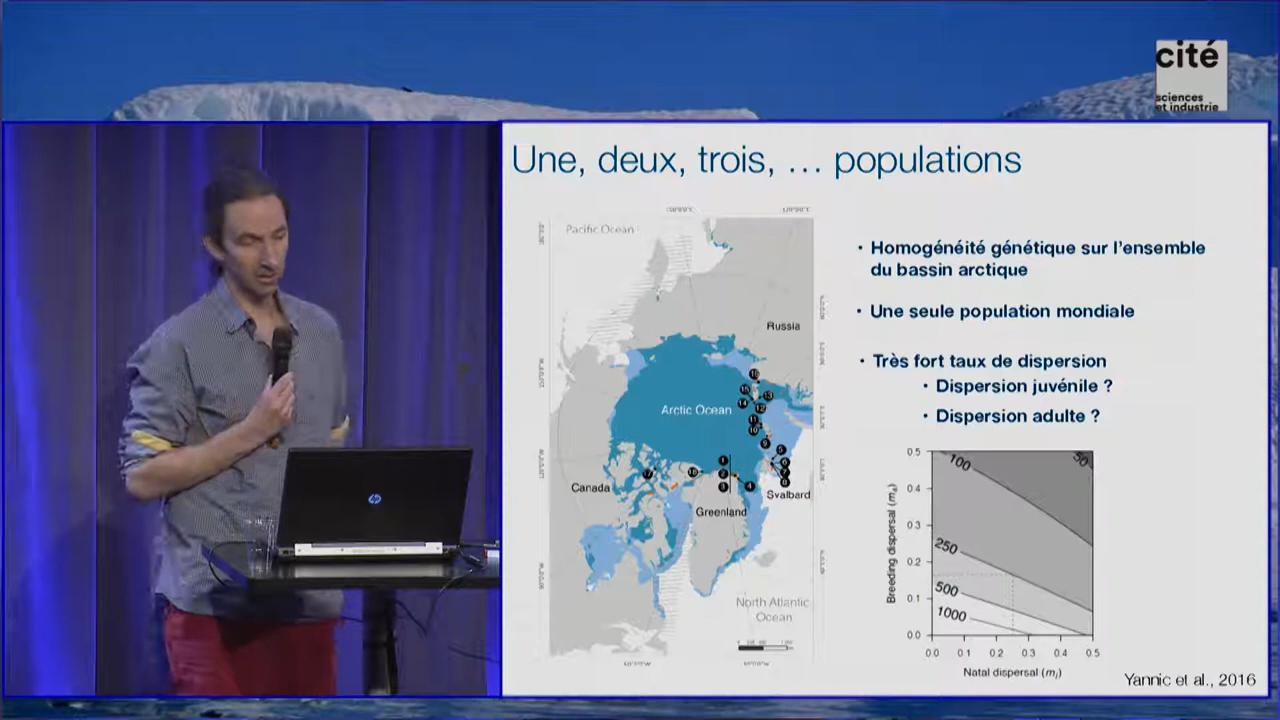 cité
sciences
et industrie
Une, deux, trois, … populations
Pacific Ocean
Russia
Arctic Ocean
Canada
Greenland
Svalbard
North Atlantic
Ocean
• Homogénéité génétique sur l'ensemble
du bassin arctique
• Une seule population mondiale
• Très fort taux de dispersion
• Dispersion juvénile ?
• Dispersion adulte ?
0.5
0.4
0.3
0.2
0.1
0.0
Breeding dispersal (m
100
50
250
500
1000
0.0 0.1 0.2 0.3 0.4 0.5
Natal dispersal (mj)
Yannic et al., 2016
hp